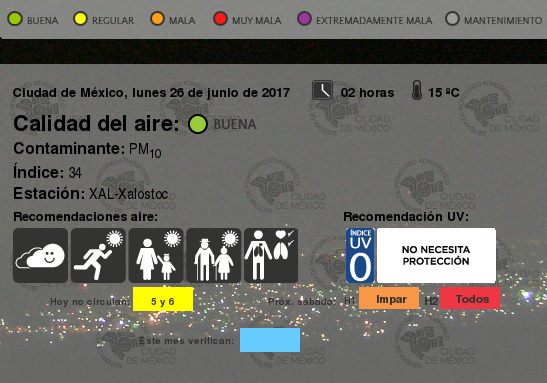 BUENA REGULAR MALA MUY MALA EXTREMADAMENTE MALA MANTENIMIENTO
Ciudad de México, lunes 26 de junio de 2017 02 horas 15 ºC
Calidad del aire: BUENA
Contaminante: PM10
Índice: 34
Estación: XAL-Xalostoc
Recomendaciones aire: Recomendación UV:
ÍNDICE
UV
0
NO NECESITA
PROTECCIÓN
Hoy no circulan: 5 y 6 Próx. sábado: H1 Impar H2 Todos
Este mes verifican:
CIUDAD
DE MÉXICO